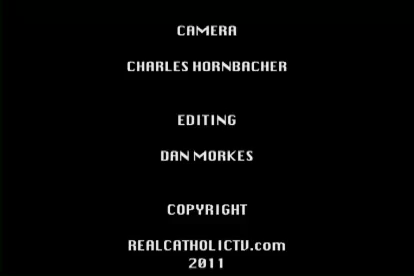 CAMERA
CHARLES HORNBACHER
EDITING
DAN MORKES
COPYRIGHT
REALCATHOLICTV.com
2011